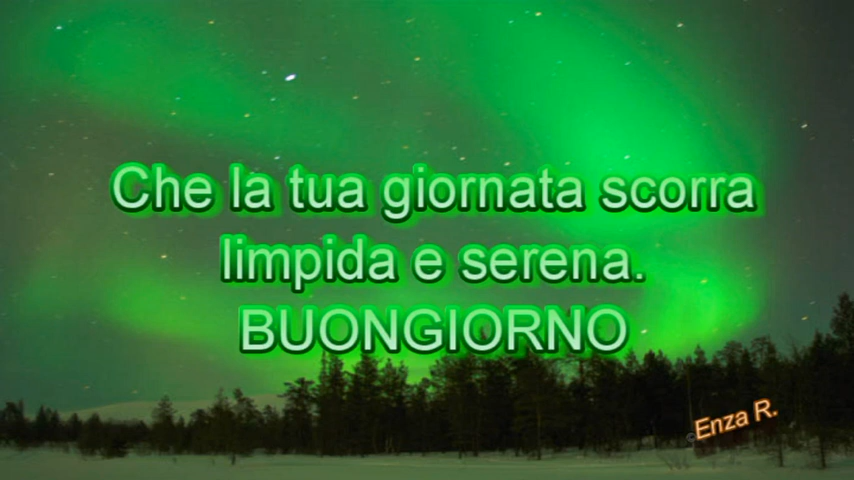 Che la tua giornata scorra
limpida e serena.
BUONGIORNO
©Enza R.